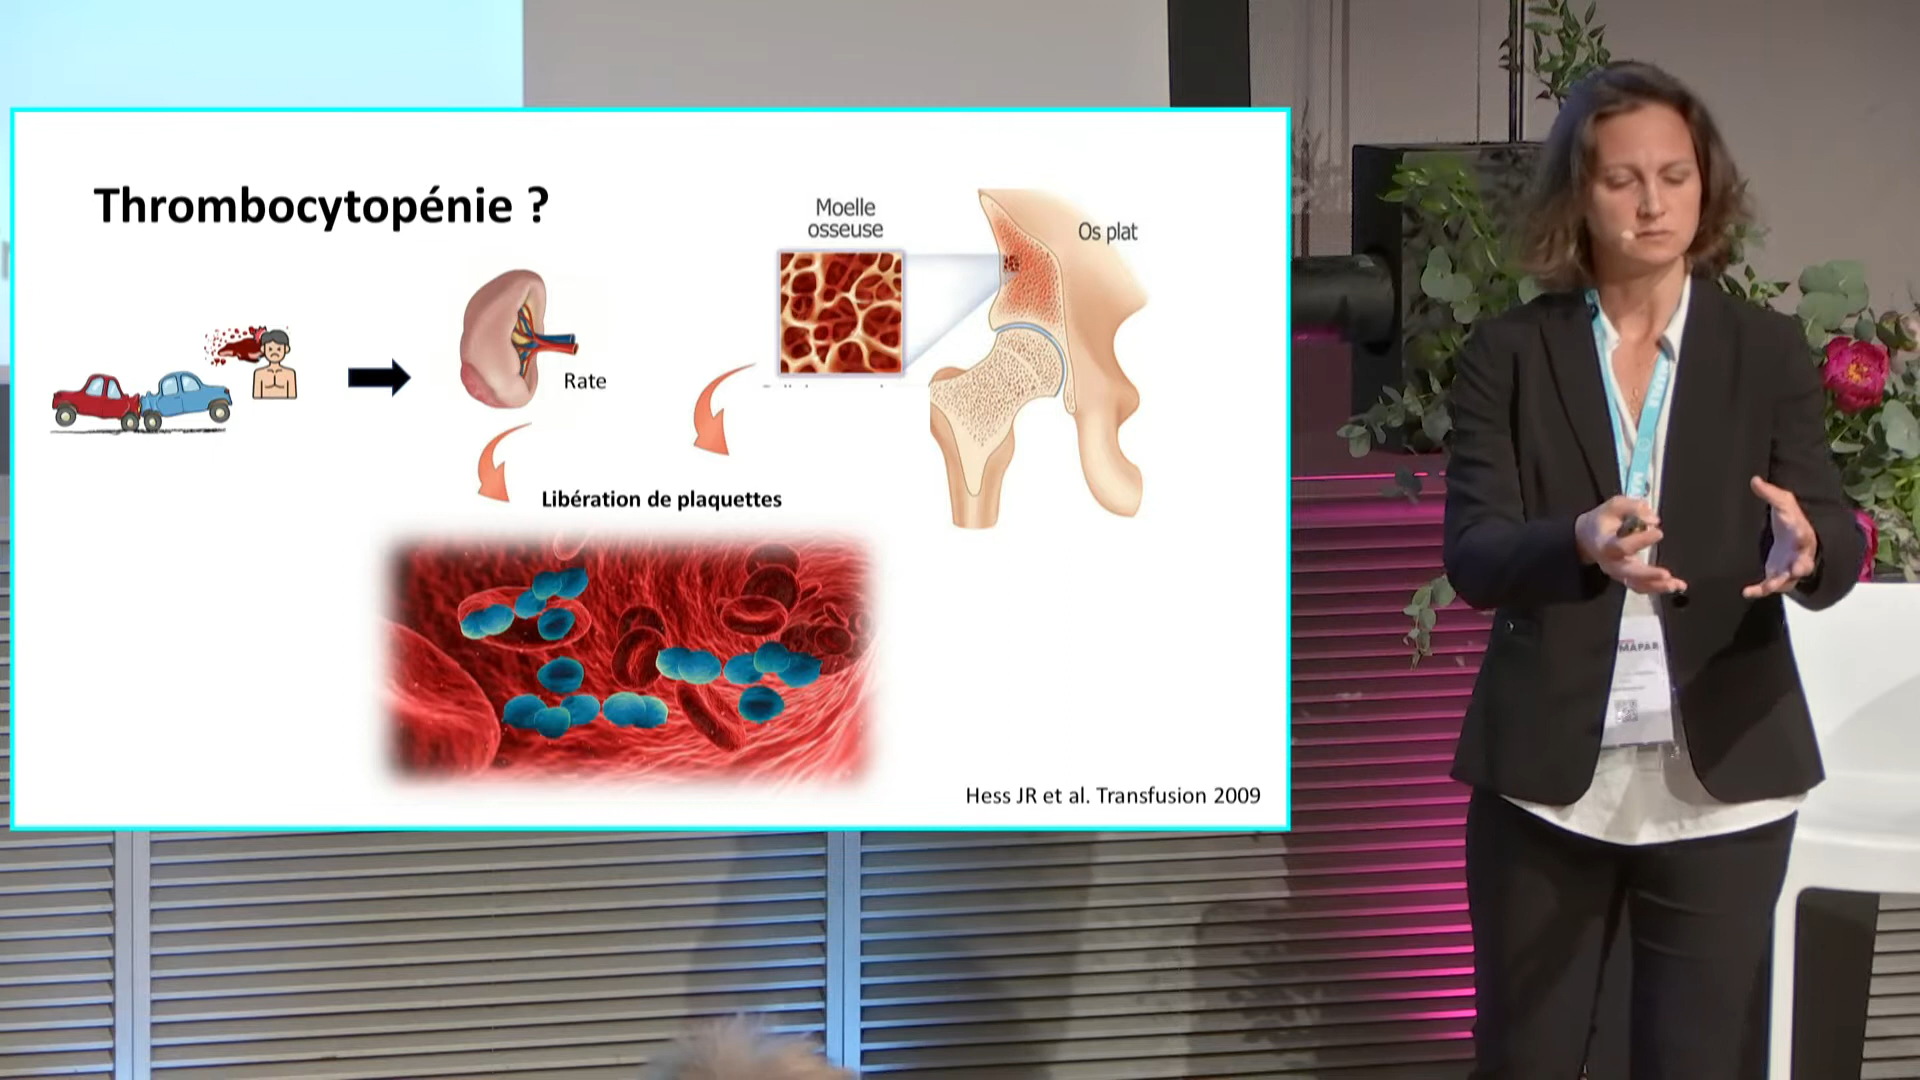 Thrombocytopénie ?
Moelle
osseuse
Os plat
Rate
Libération de plaquettes
Hess JR et al. Transfusion 2009
MAPAR